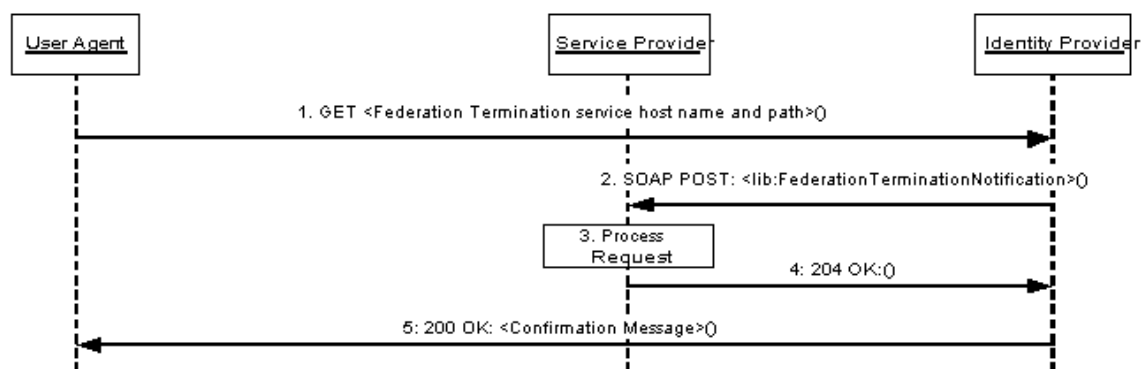 User Agent
Service Provider
Identity Provider
1. GET <Federation Termination service host name and path>()
2. SOAP POST: <lib:FederationTerminationNotification>()
3. Process
Request
4: 204 OK:()
5: 200 OK: <Confirmation Message>()